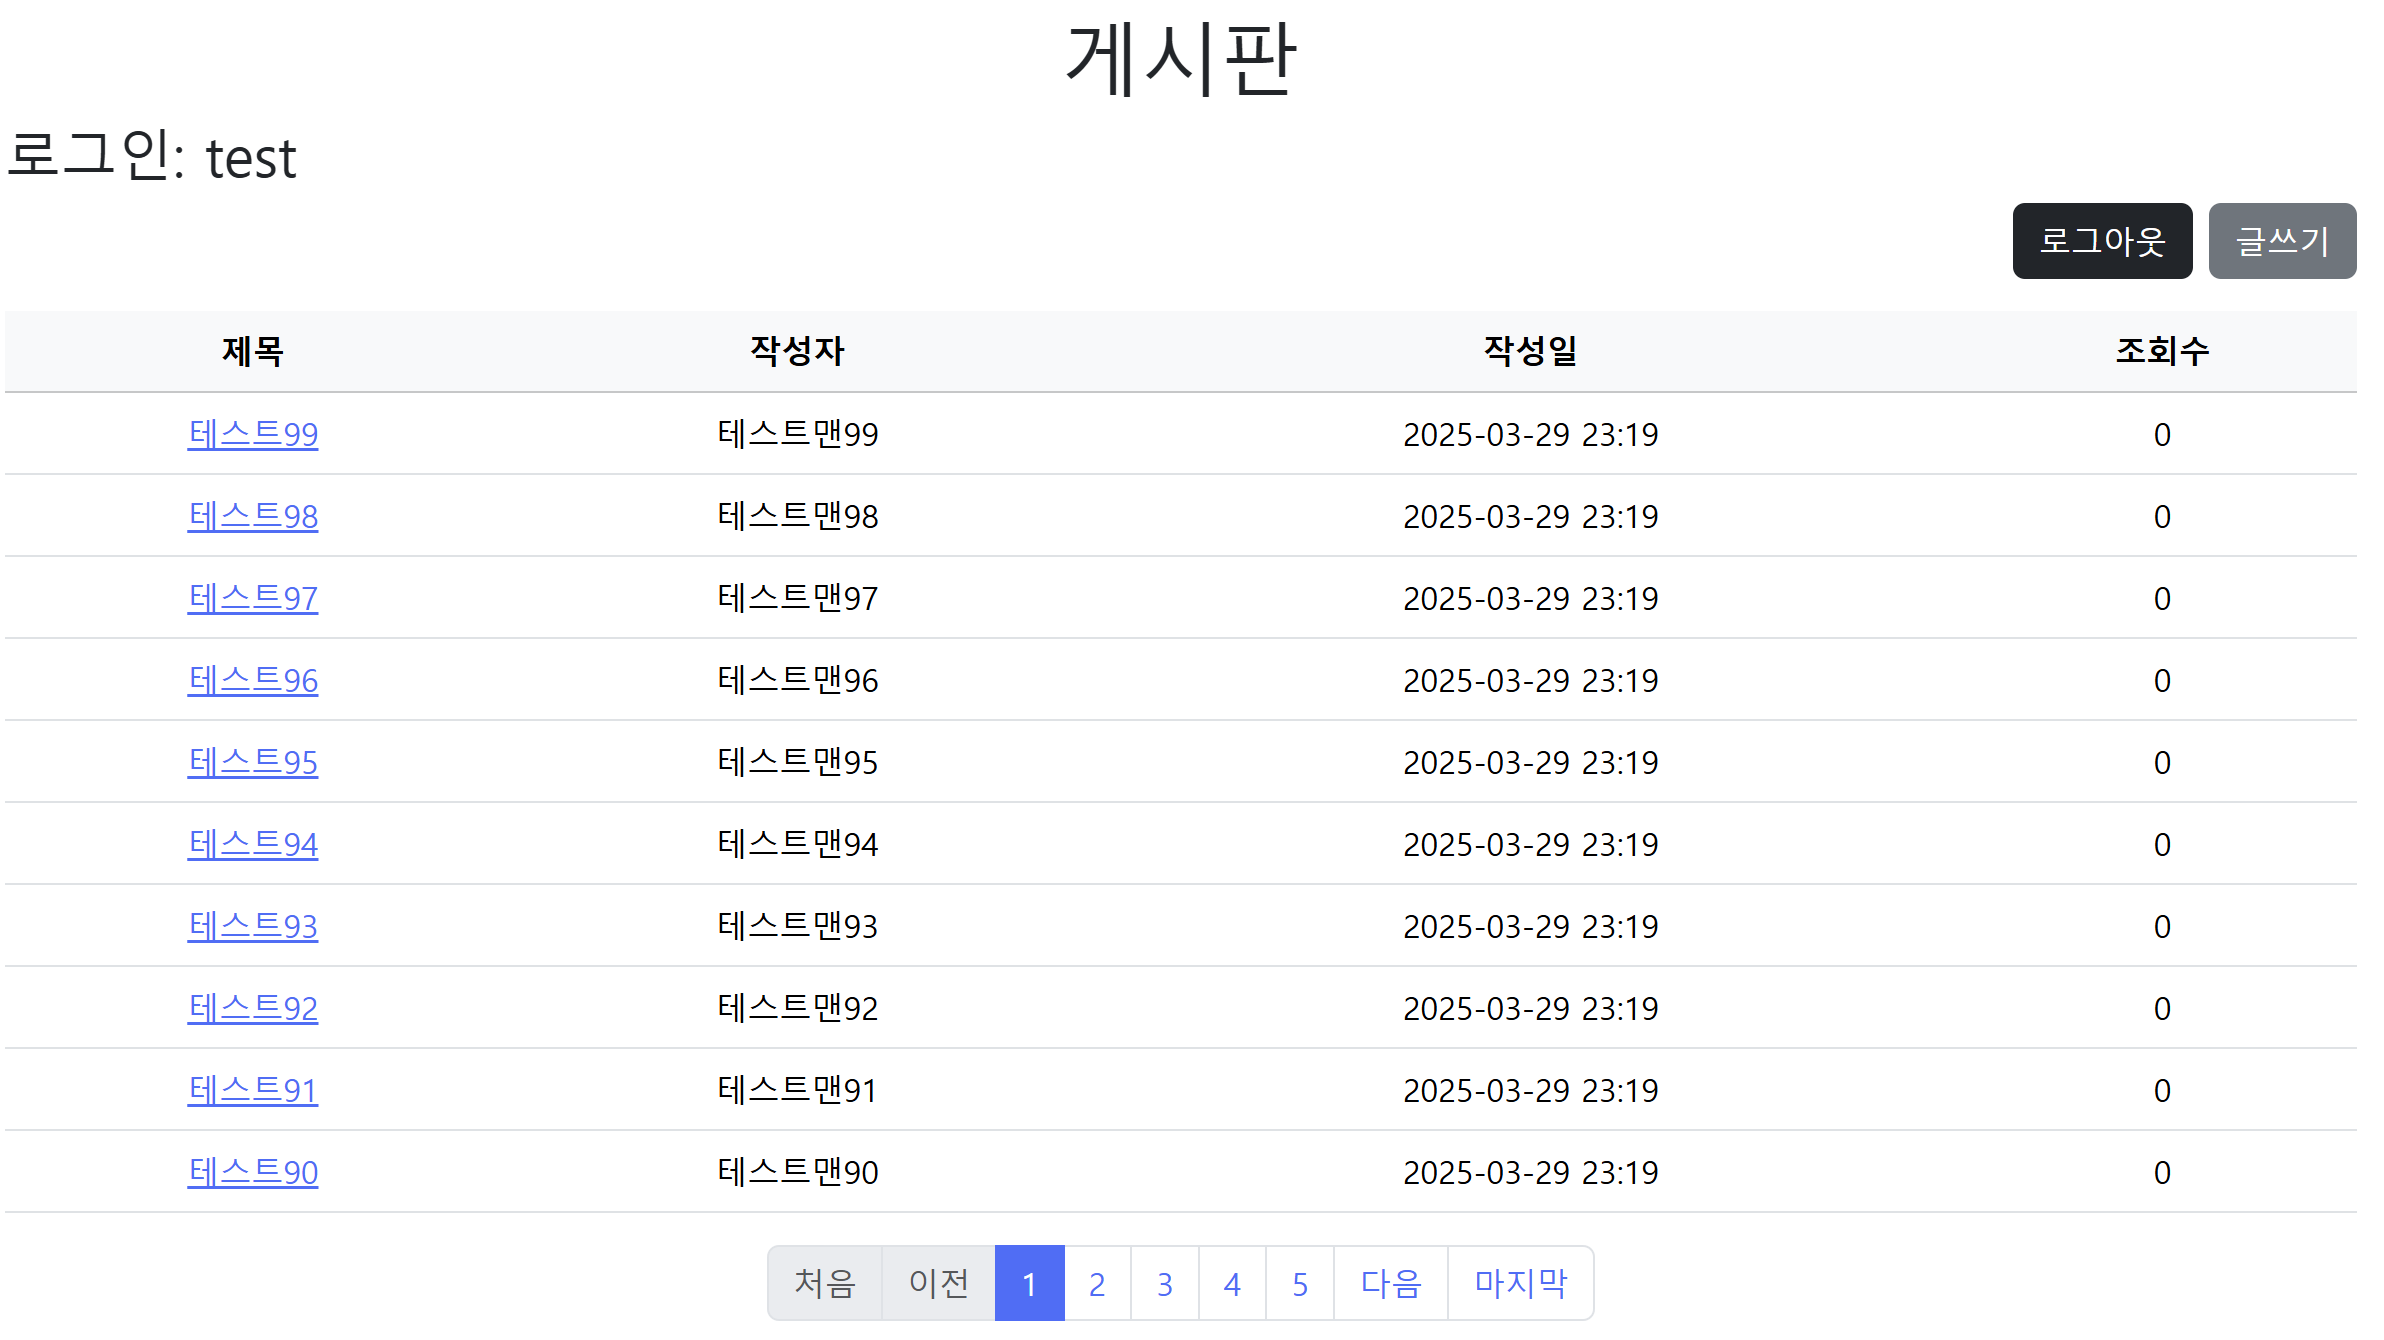 게시판
로그인: test
로그아웃 글쓰기
제목 작성자 작성일 조회수
테스트99 테스트맨99 2025-03-29 23:19 0
테스트98 테스트맨98 2025-03-29 23:19 0
테스트97 테스트맨97 2025-03-29 23:19 0
테스트96 테스트맨96 2025-03-29 23:19 0
테스트95 테스트맨95 2025-03-29 23:19 0
테스트94 테스트맨94 2025-03-29 23:19 0
테스트93 테스트맨93 2025-03-29 23:19 0
테스트92 테스트맨92 2025-03-29 23:19 0
테스트91 테스트맨91 2025-03-29 23:19 0
테스트90 테스트맨90 2025-03-29 23:19 0
처음 이전 1 2 3 4 5 다음 마지막